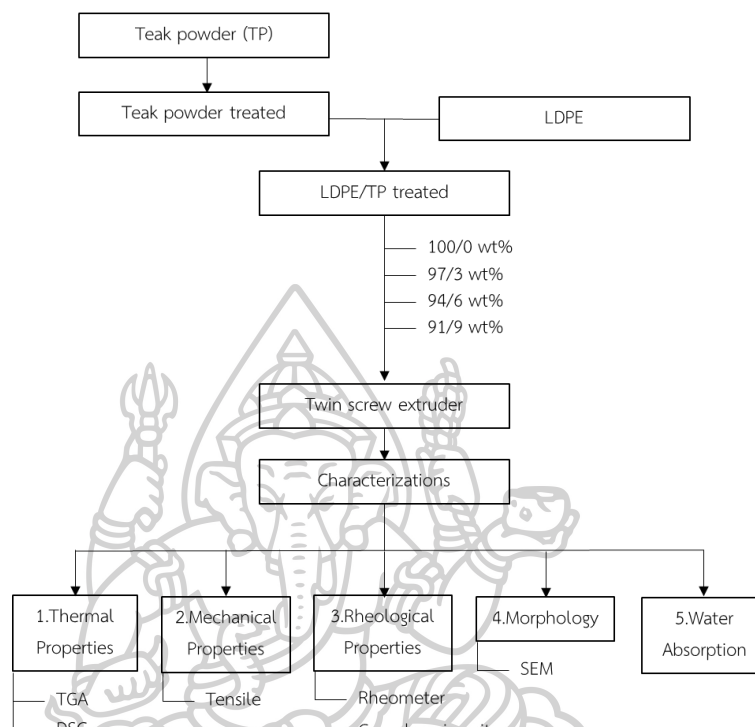 Teak powder (TP)
Teak powder treated
LDPE
LDPE/TP treated
100/0 wt%
97/3 wt%
94/6 wt%
91/9 wt%
Twin screw extruder
Characterizations
1.Thermal
Properties
2.Mechanical
Properties
3.Rheological
Properties
4.Morphology
5.Water
Absorption
SEM
TGA
Tensile
Rheometer
DSC